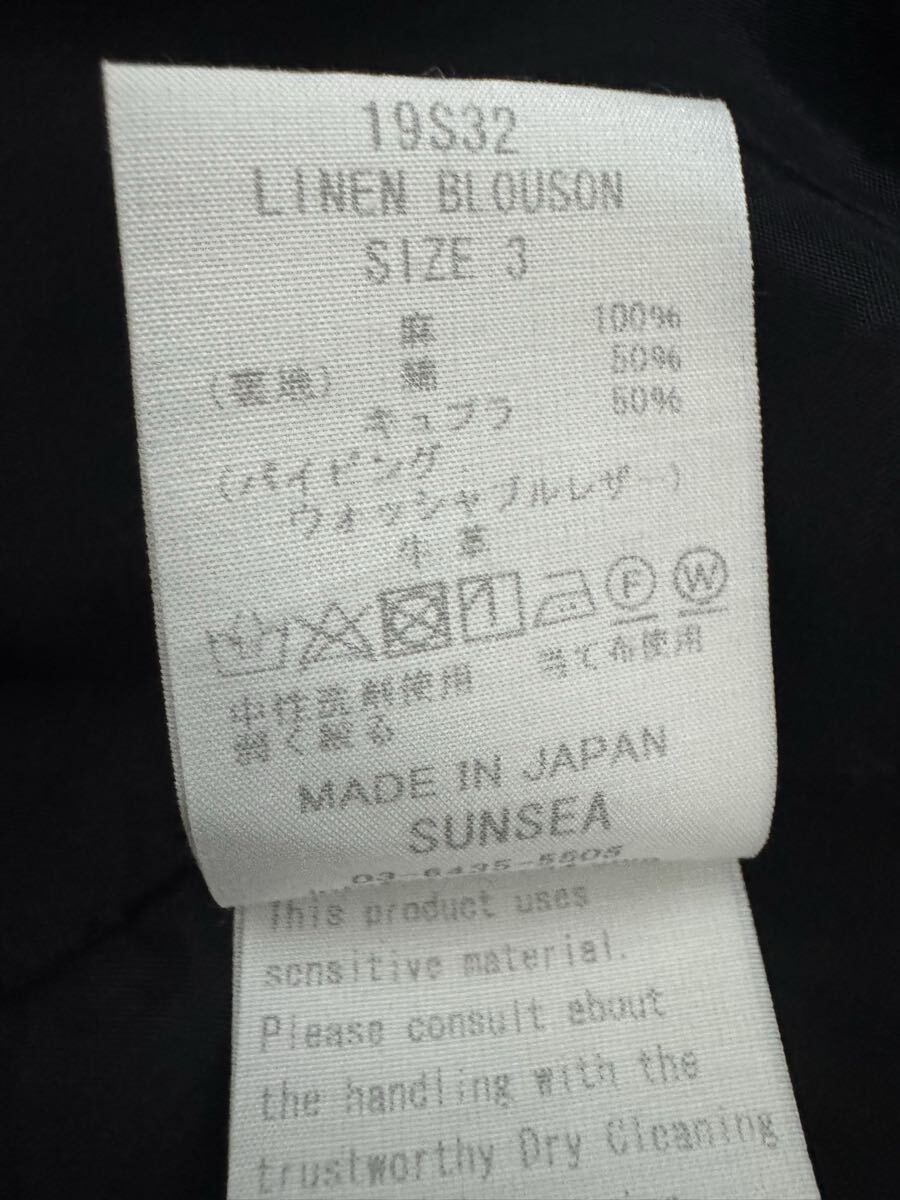 19S32
LINEN BLOUSON
SIZE 3
麻 100%
(裏地) 綿 50%
キュプラ 50%
(パイピング
ウォッシャブルレザー)
牛革
F W
中性洗剤使用 当て布使用
弱く絞る
MADE IN JAPAN
SUNSEA
03-6435-5505
This product uses
sensitive material.
Please consult about
the handling with the
trustworthy Dry Cleaning